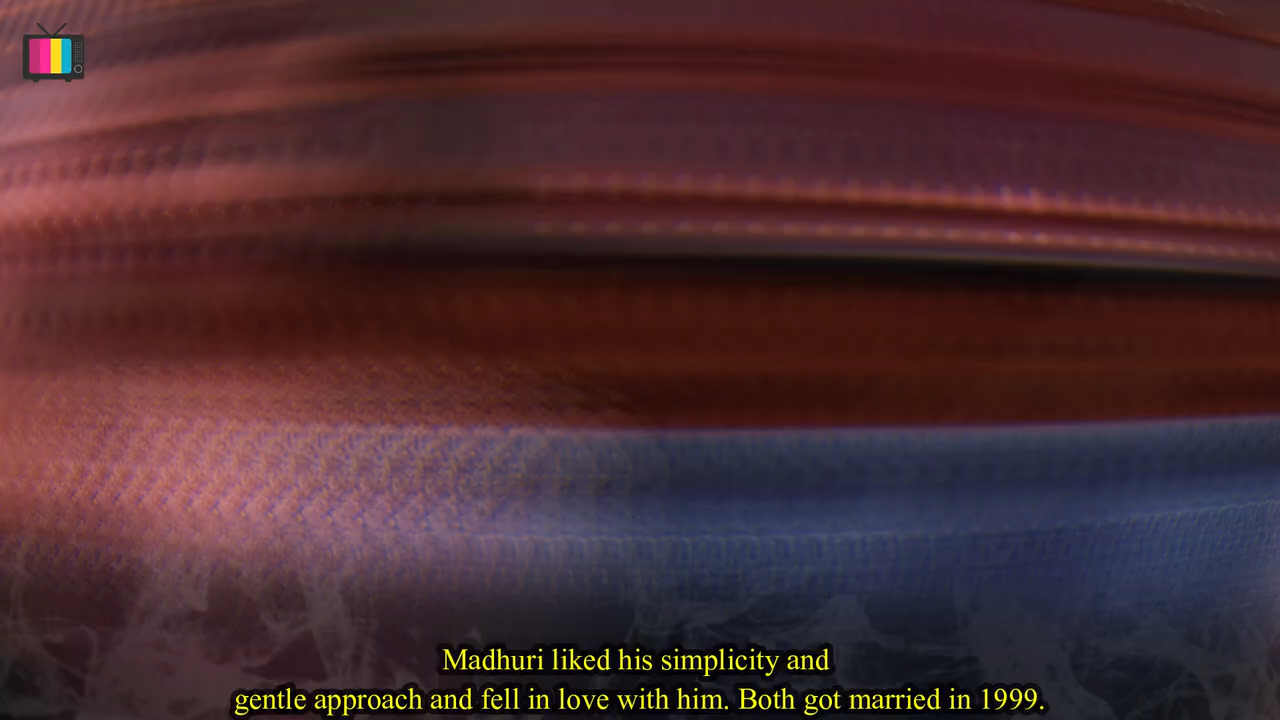 Madhuri liked his simplicity and
gentle approach and fell in love with him. Both got married in 1999.